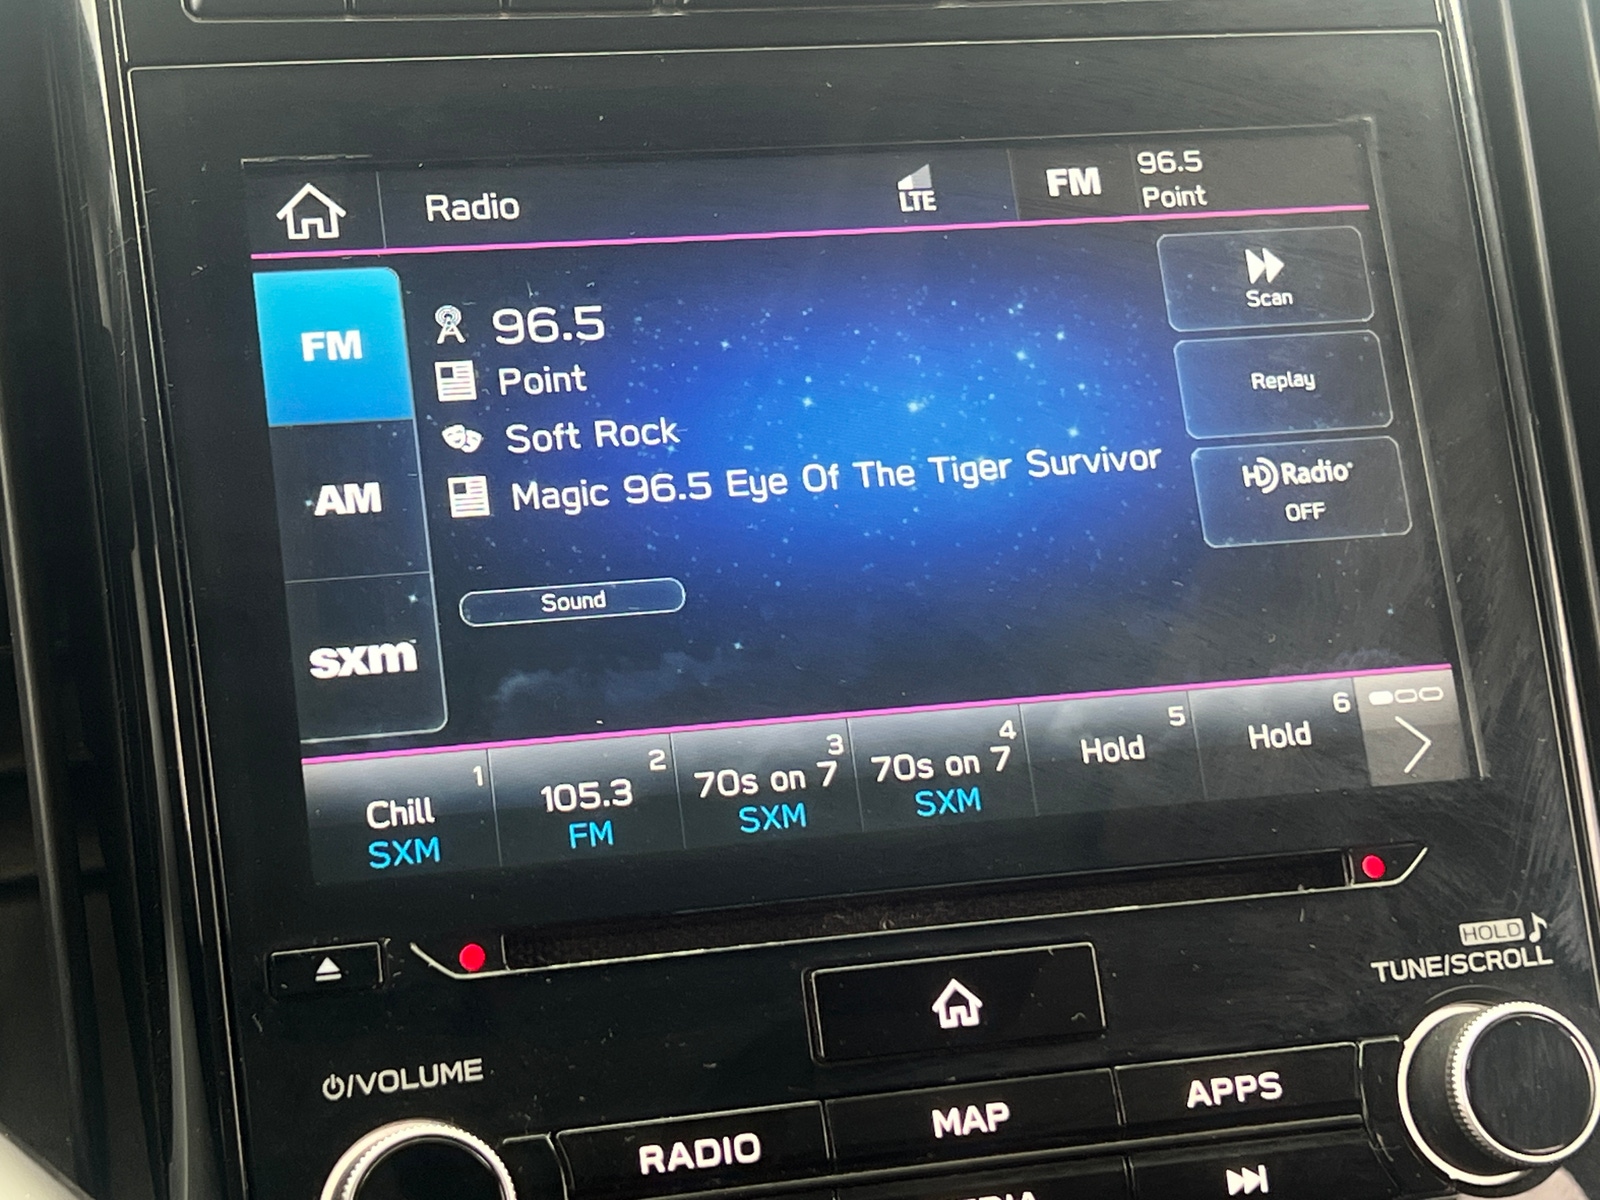 Radio
LTE
FM
96.5
Point
FM
AM
sxm
96.5
Point
Soft Rock
Magic 96.5 Eye Of The Tiger Survivor
Sound
Scan
Replay
HD Radio
OFF
1
Chill
SXM
2
105.3
FM
3
70s on 7
SXM
4
70s on 7
SXM
5
Hold
6
Hold
HOLD
TUNE/SCROLL
/VOLUME
RADIO
MAP
APPS